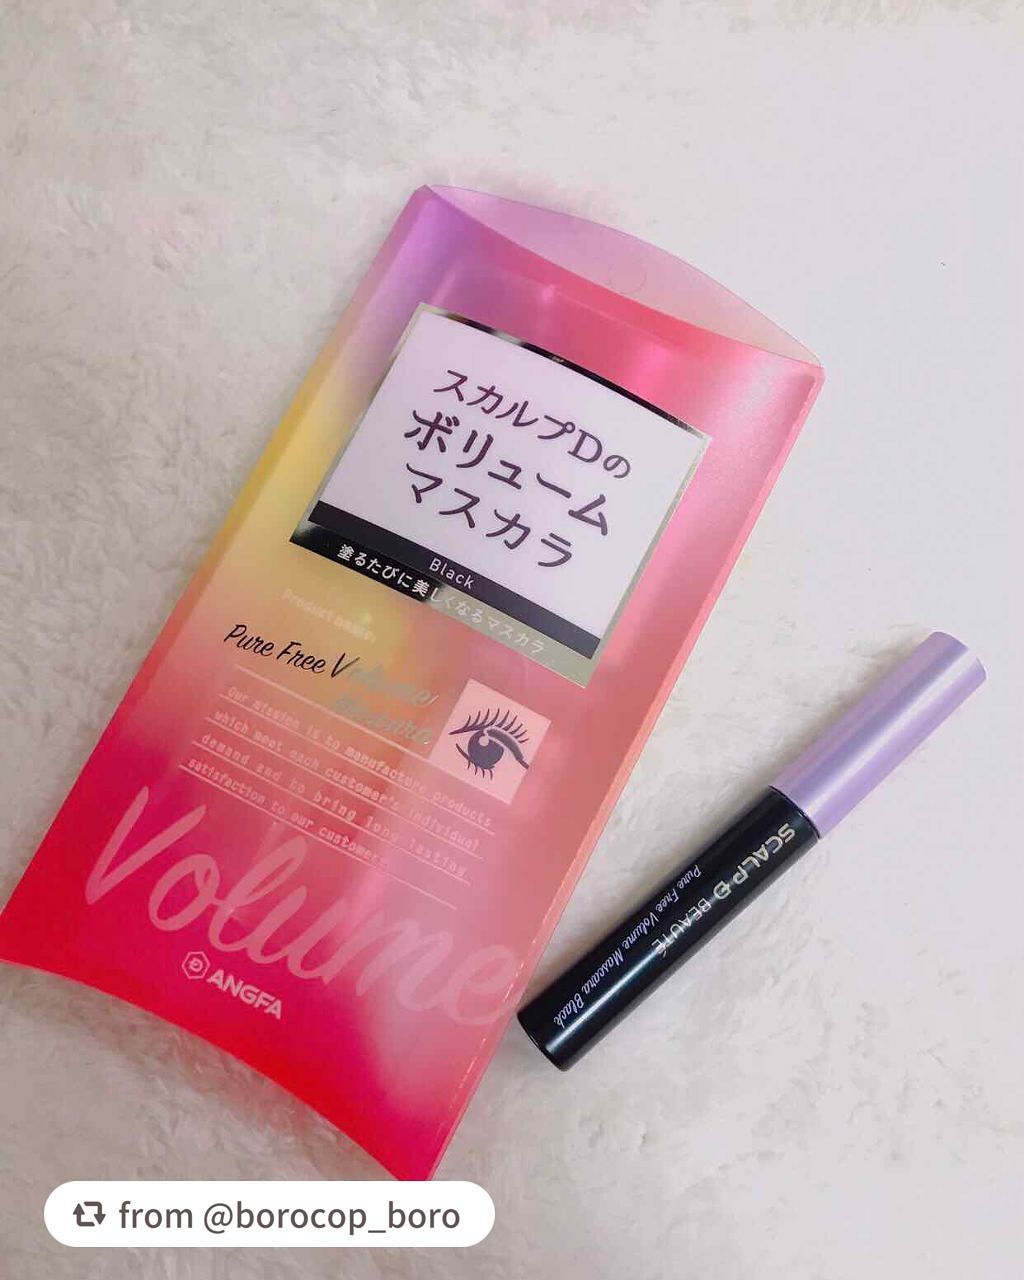 スカルプDの
ボリューム
マスカラ
Black
塗るたびに美しくなるマスカラ
Product name:
Pure Free Volume
Mascara
Our mission is to manufacture products
which meet each customer's individual
demand and to bring long lasting
satisfaction to our customers.
Volume
ANGFA
SCALP D BEAUTÉ
Pure Free Volume Mascara Black
from @borocop_boro